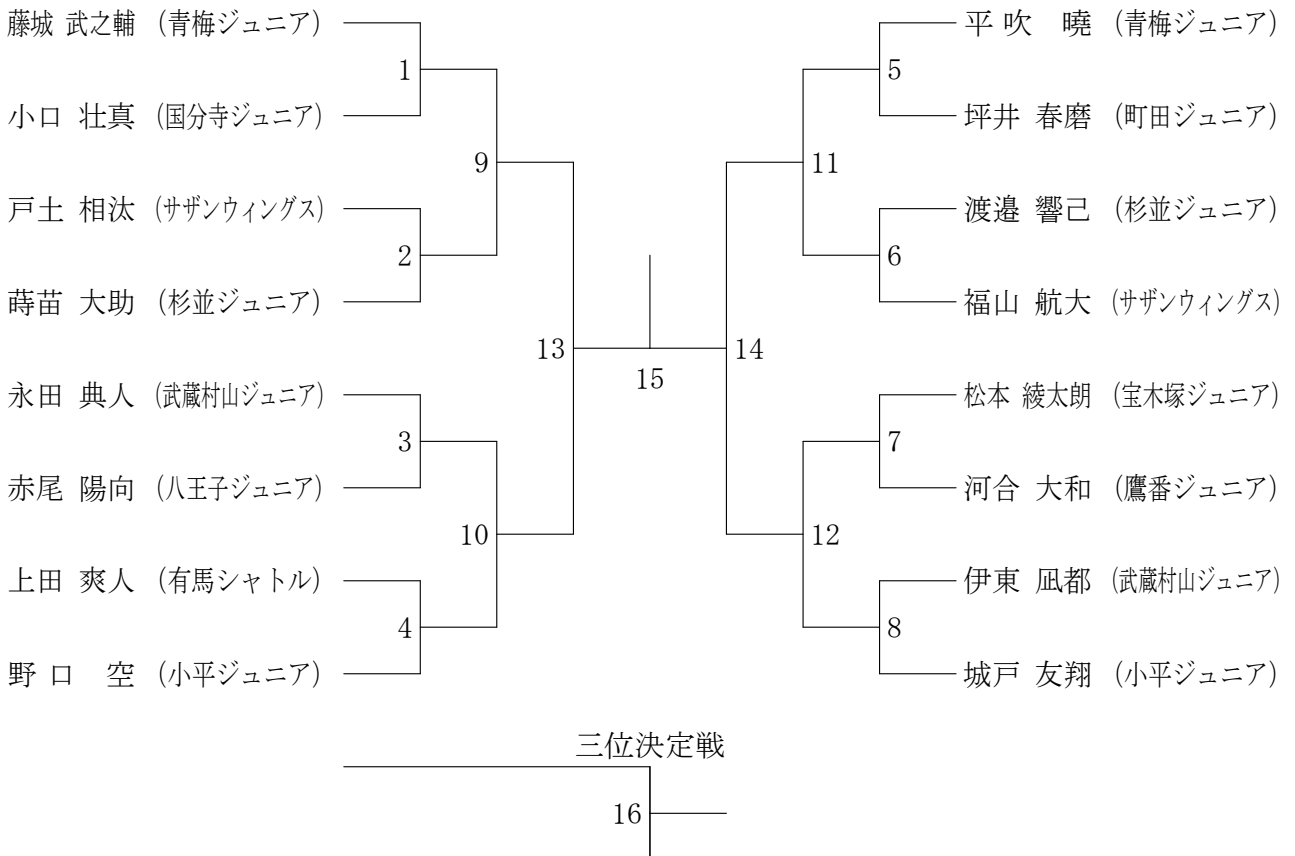 藤城 武之輔 (青梅ジュニア)
1
小口 壮真 (国分寺ジュニア)
9
戸土 相汰 (サザンウィングス)
2
蒔苗 大助 (杉並ジュニア)
13
永田 典人 (武蔵村山ジュニア)
3
赤尾 陽向 (八王子ジュニア)
10
上田 爽人 (有馬シャトル)
4
野口 空 (小平ジュニア)
15
平吹 曉 (青梅ジュニア)
5
坪井 春磨 (町田ジュニア)
11
渡邉 響己 (杉並ジュニア)
6
福山 航大 (サザンウィングス)
14
松本 綾太朗 (宝木塚ジュニア)
7
河合 大和 (鷹番ジュニア)
12
伊東 凪都 (武蔵村山ジュニア)
8
城戸 友翔 (小平ジュニア)
三位決定戦
16